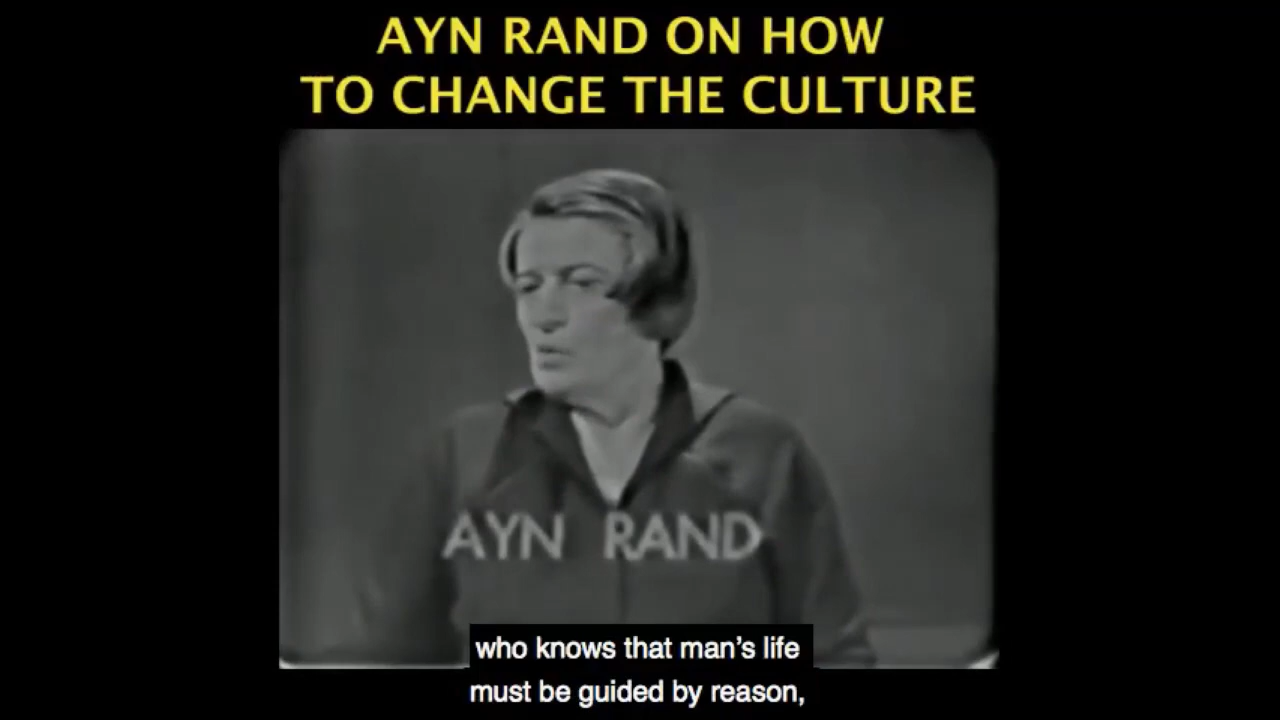 AYN RAND ON HOW
TO CHANGE THE CULTURE
AYN RAND
who knows that man's life
must be guided by reason,